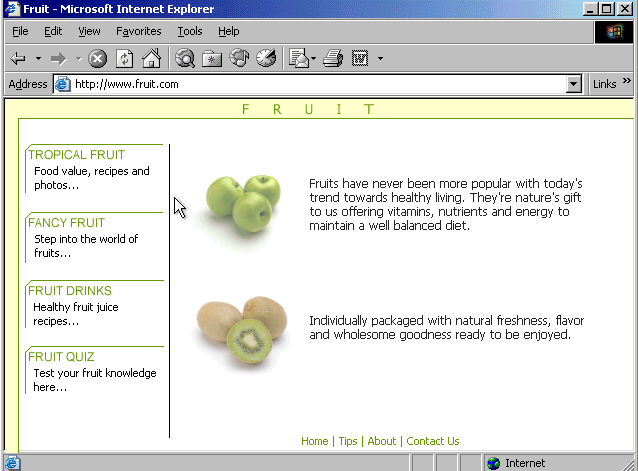 Fruit - Microsoft Internet Explorer
File Edit View Favorites Tools Help
Address http://www.fruit.com Links »
F R U I T
TROPICAL FRUIT
Food value, recipes and
photos...
FANCY FRUIT
Step into the world of
fruits...
FRUIT DRINKS
Healthy fruit juice
recipes...
FRUIT QUIZ
Test your fruit knowledge
here...
Fruits have never been more popular with today's
trend towards healthy living. They're nature's gift
to us offering vitamins, nutrients and energy to
maintain a well balanced diet.
Individually packaged with natural freshness, flavor
and wholesome goodness ready to be enjoyed.
Home | Tips | About | Contact Us
Internet